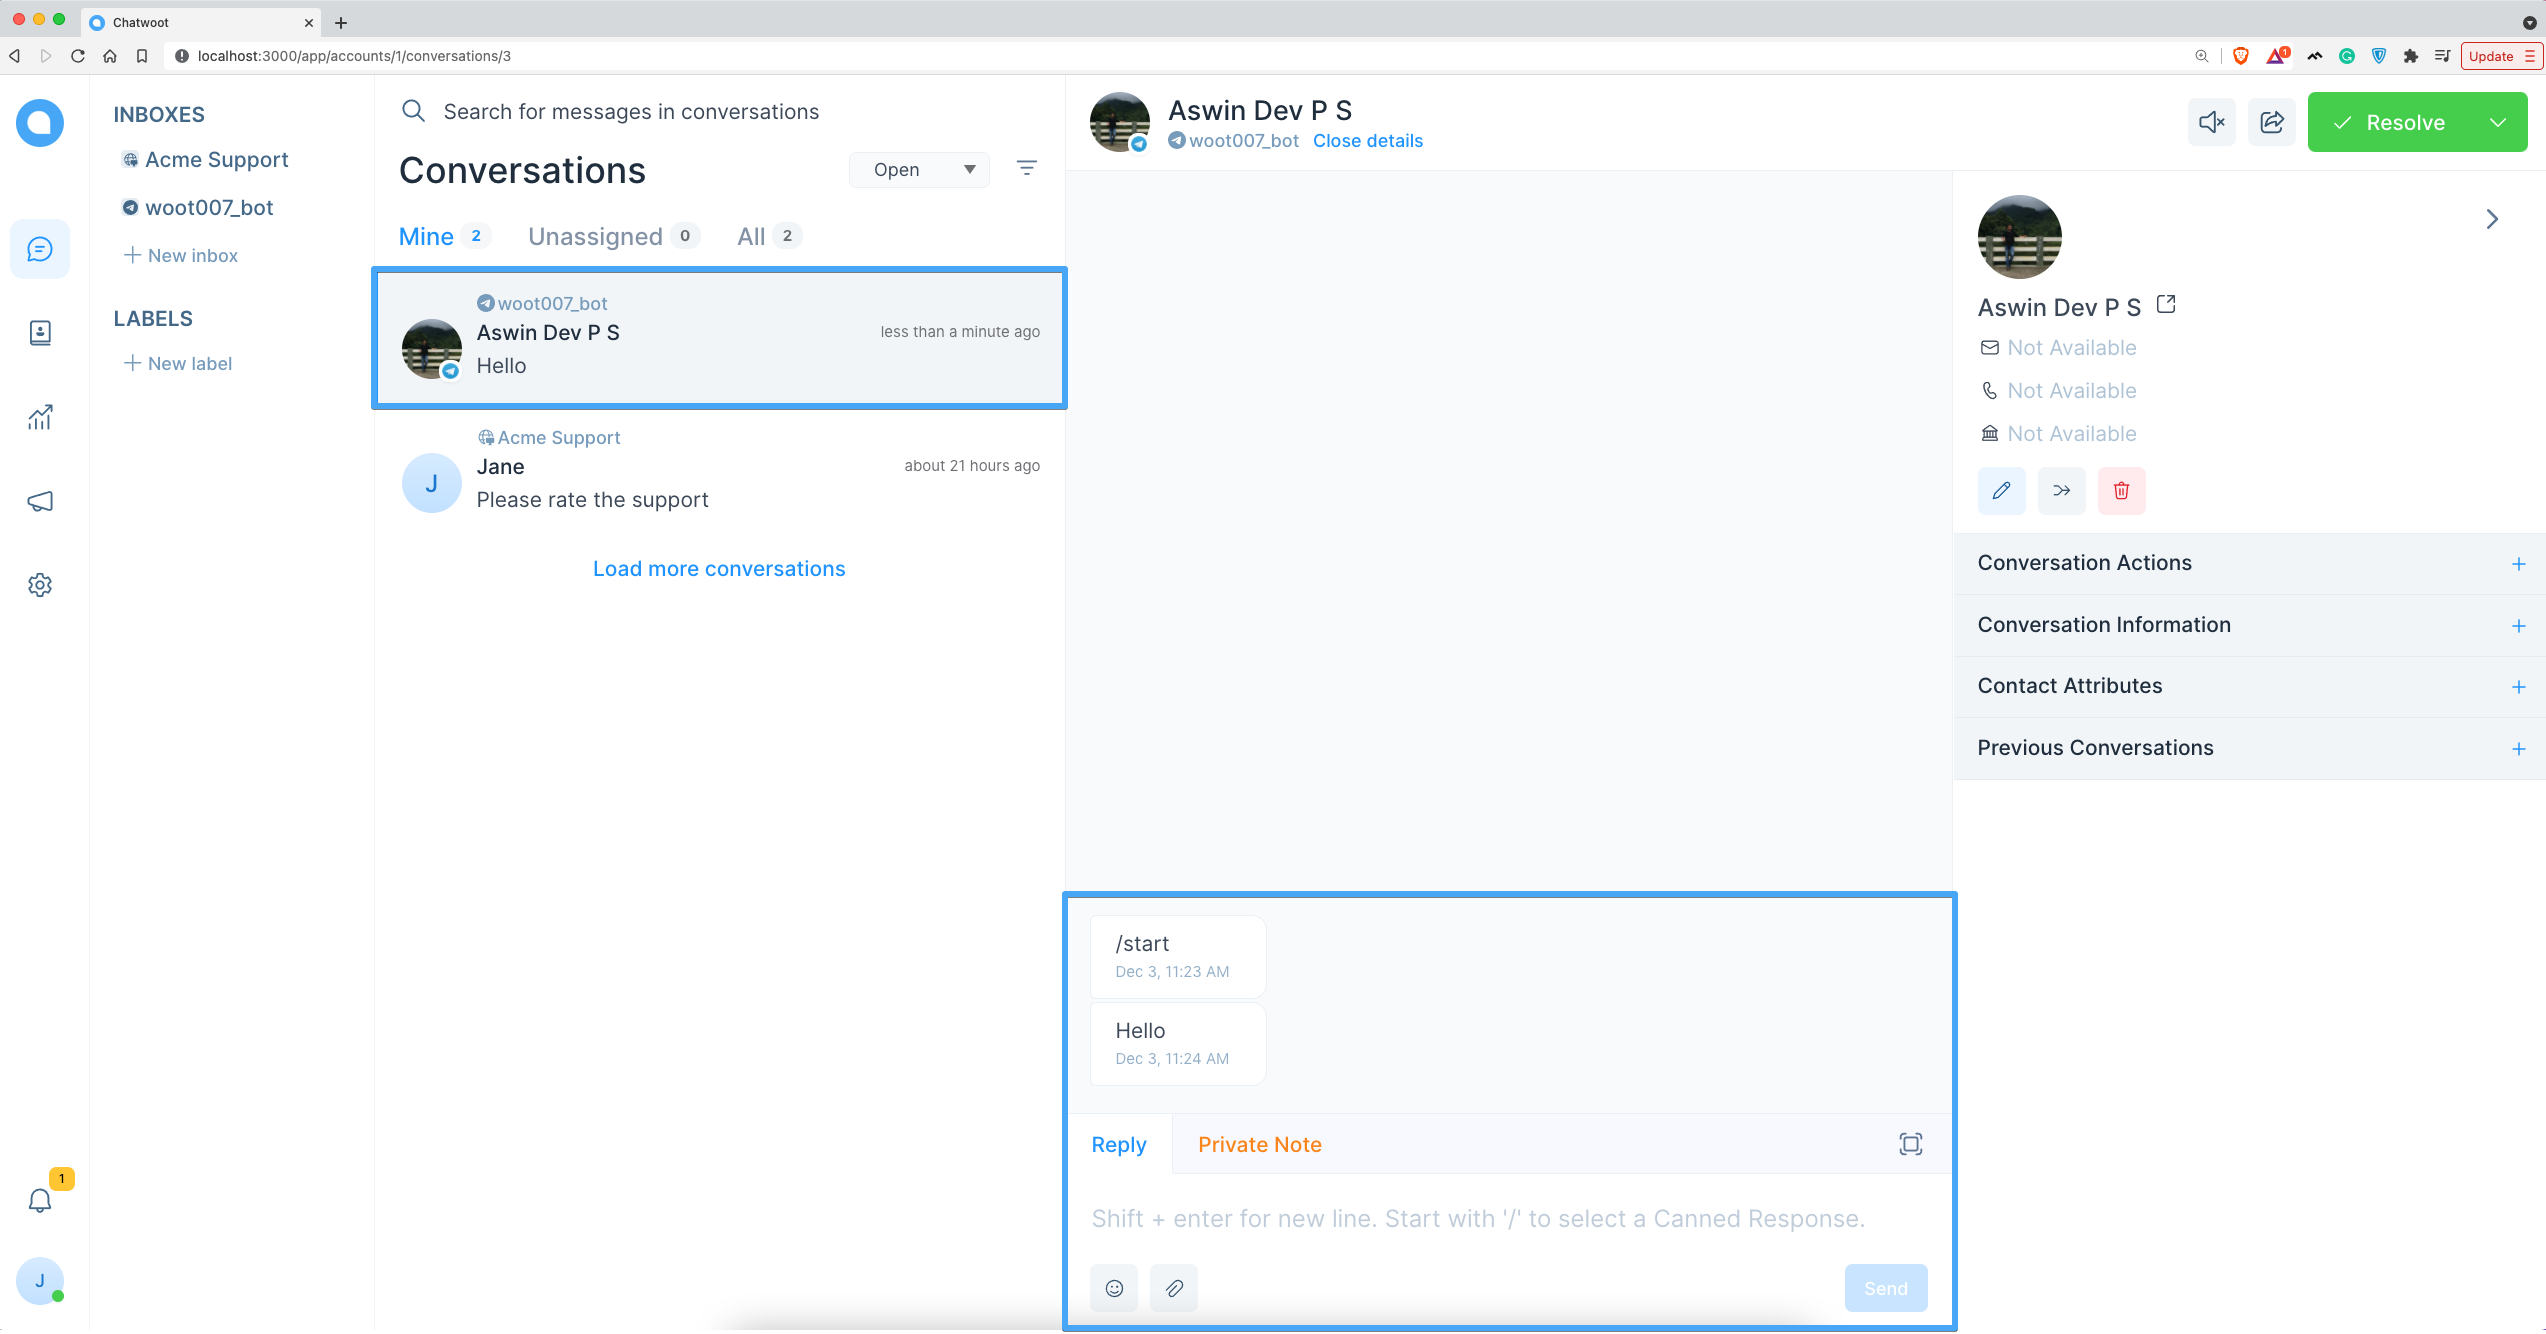 Chatwoot
localhost:3000/app/accounts/1/conversations/3
1
Update
INBOXES
Acme Support
woot007_bot
New inbox
LABELS
New label
1
J
Search for messages in conversations
Conversations
Open
Mine 2 Unassigned 0 All 2
woot007_bot
Aswin Dev P S
less than a minute ago
Hello
Acme Support
J
Jane
about 21 hours ago
Please rate the support
Load more conversations
Aswin Dev P S
woot007_bot Close details
Resolve
/start
Dec 3, 11:23 AM
Hello
Dec 3, 11:24 AM
Reply
Private Note
Shift + enter for new line. Start with '/' to select a Canned Response.
Send
Aswin Dev P S
Not Available
Not Available
Not Available
Conversation Actions
Conversation Information
Contact Attributes
Previous Conversations